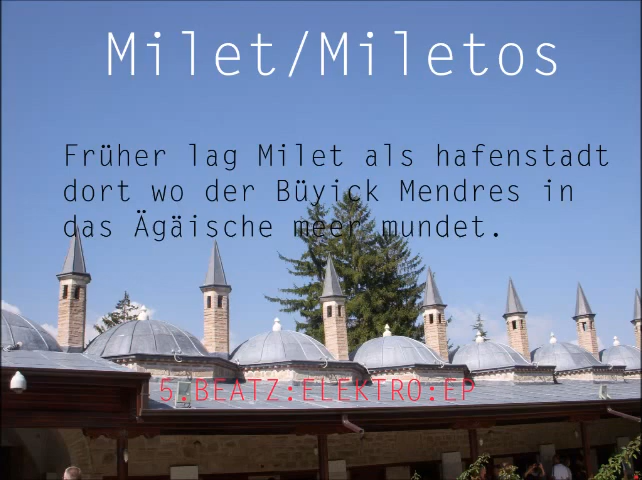 Milet/Miletos
Früher lag Milet als hafenstadt
dort wo der Büyick Mendres in
das Ägäische meer mundet.
5.BEATZ:ELEKTRO:EP